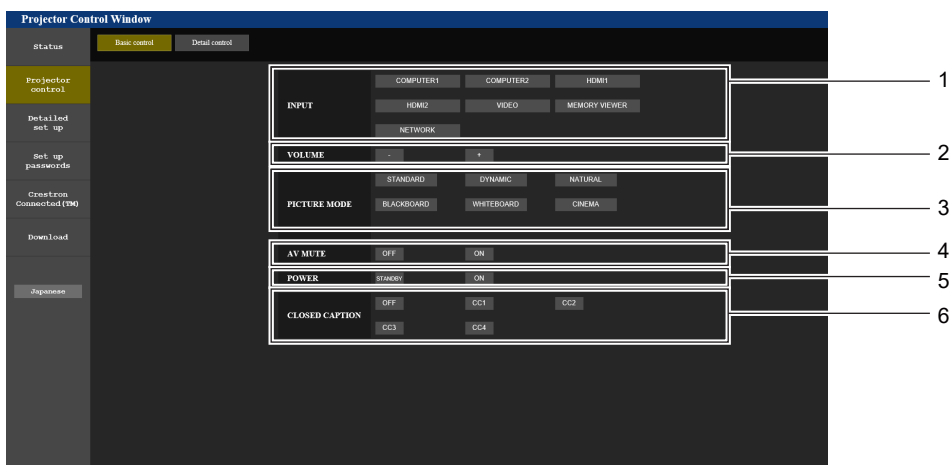 Projector Control Window
Status
Basic control Detail control
Projector
control
Detailed
set up
Set up
passwords
Crestron
Connected(TM)
Download
Japanese
INPUT
COMPUTER1 COMPUTER2 HDMI1
HDMI2 VIDEO MEMORY VIEWER
NETWORK
1
VOLUME - +
2
PICTURE MODE
STANDARD DYNAMIC NATURAL
BLACKBOARD WHITEBOARD CINEMA
3
AV MUTE OFF ON
4
POWER STANDBY ON
5
CLOSED CAPTION
OFF CC1 CC2
CC3 CC4
6